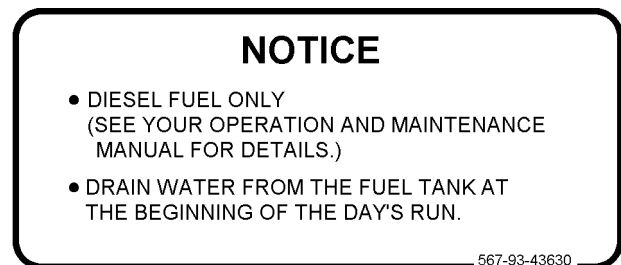 NOTICE
● DIESEL FUEL ONLY
(SEE YOUR OPERATION AND MAINTENANCE
MANUAL FOR DETAILS.)
● DRAIN WATER FROM THE FUEL TANK AT
THE BEGINNING OF THE DAY'S RUN.
567-93-43630